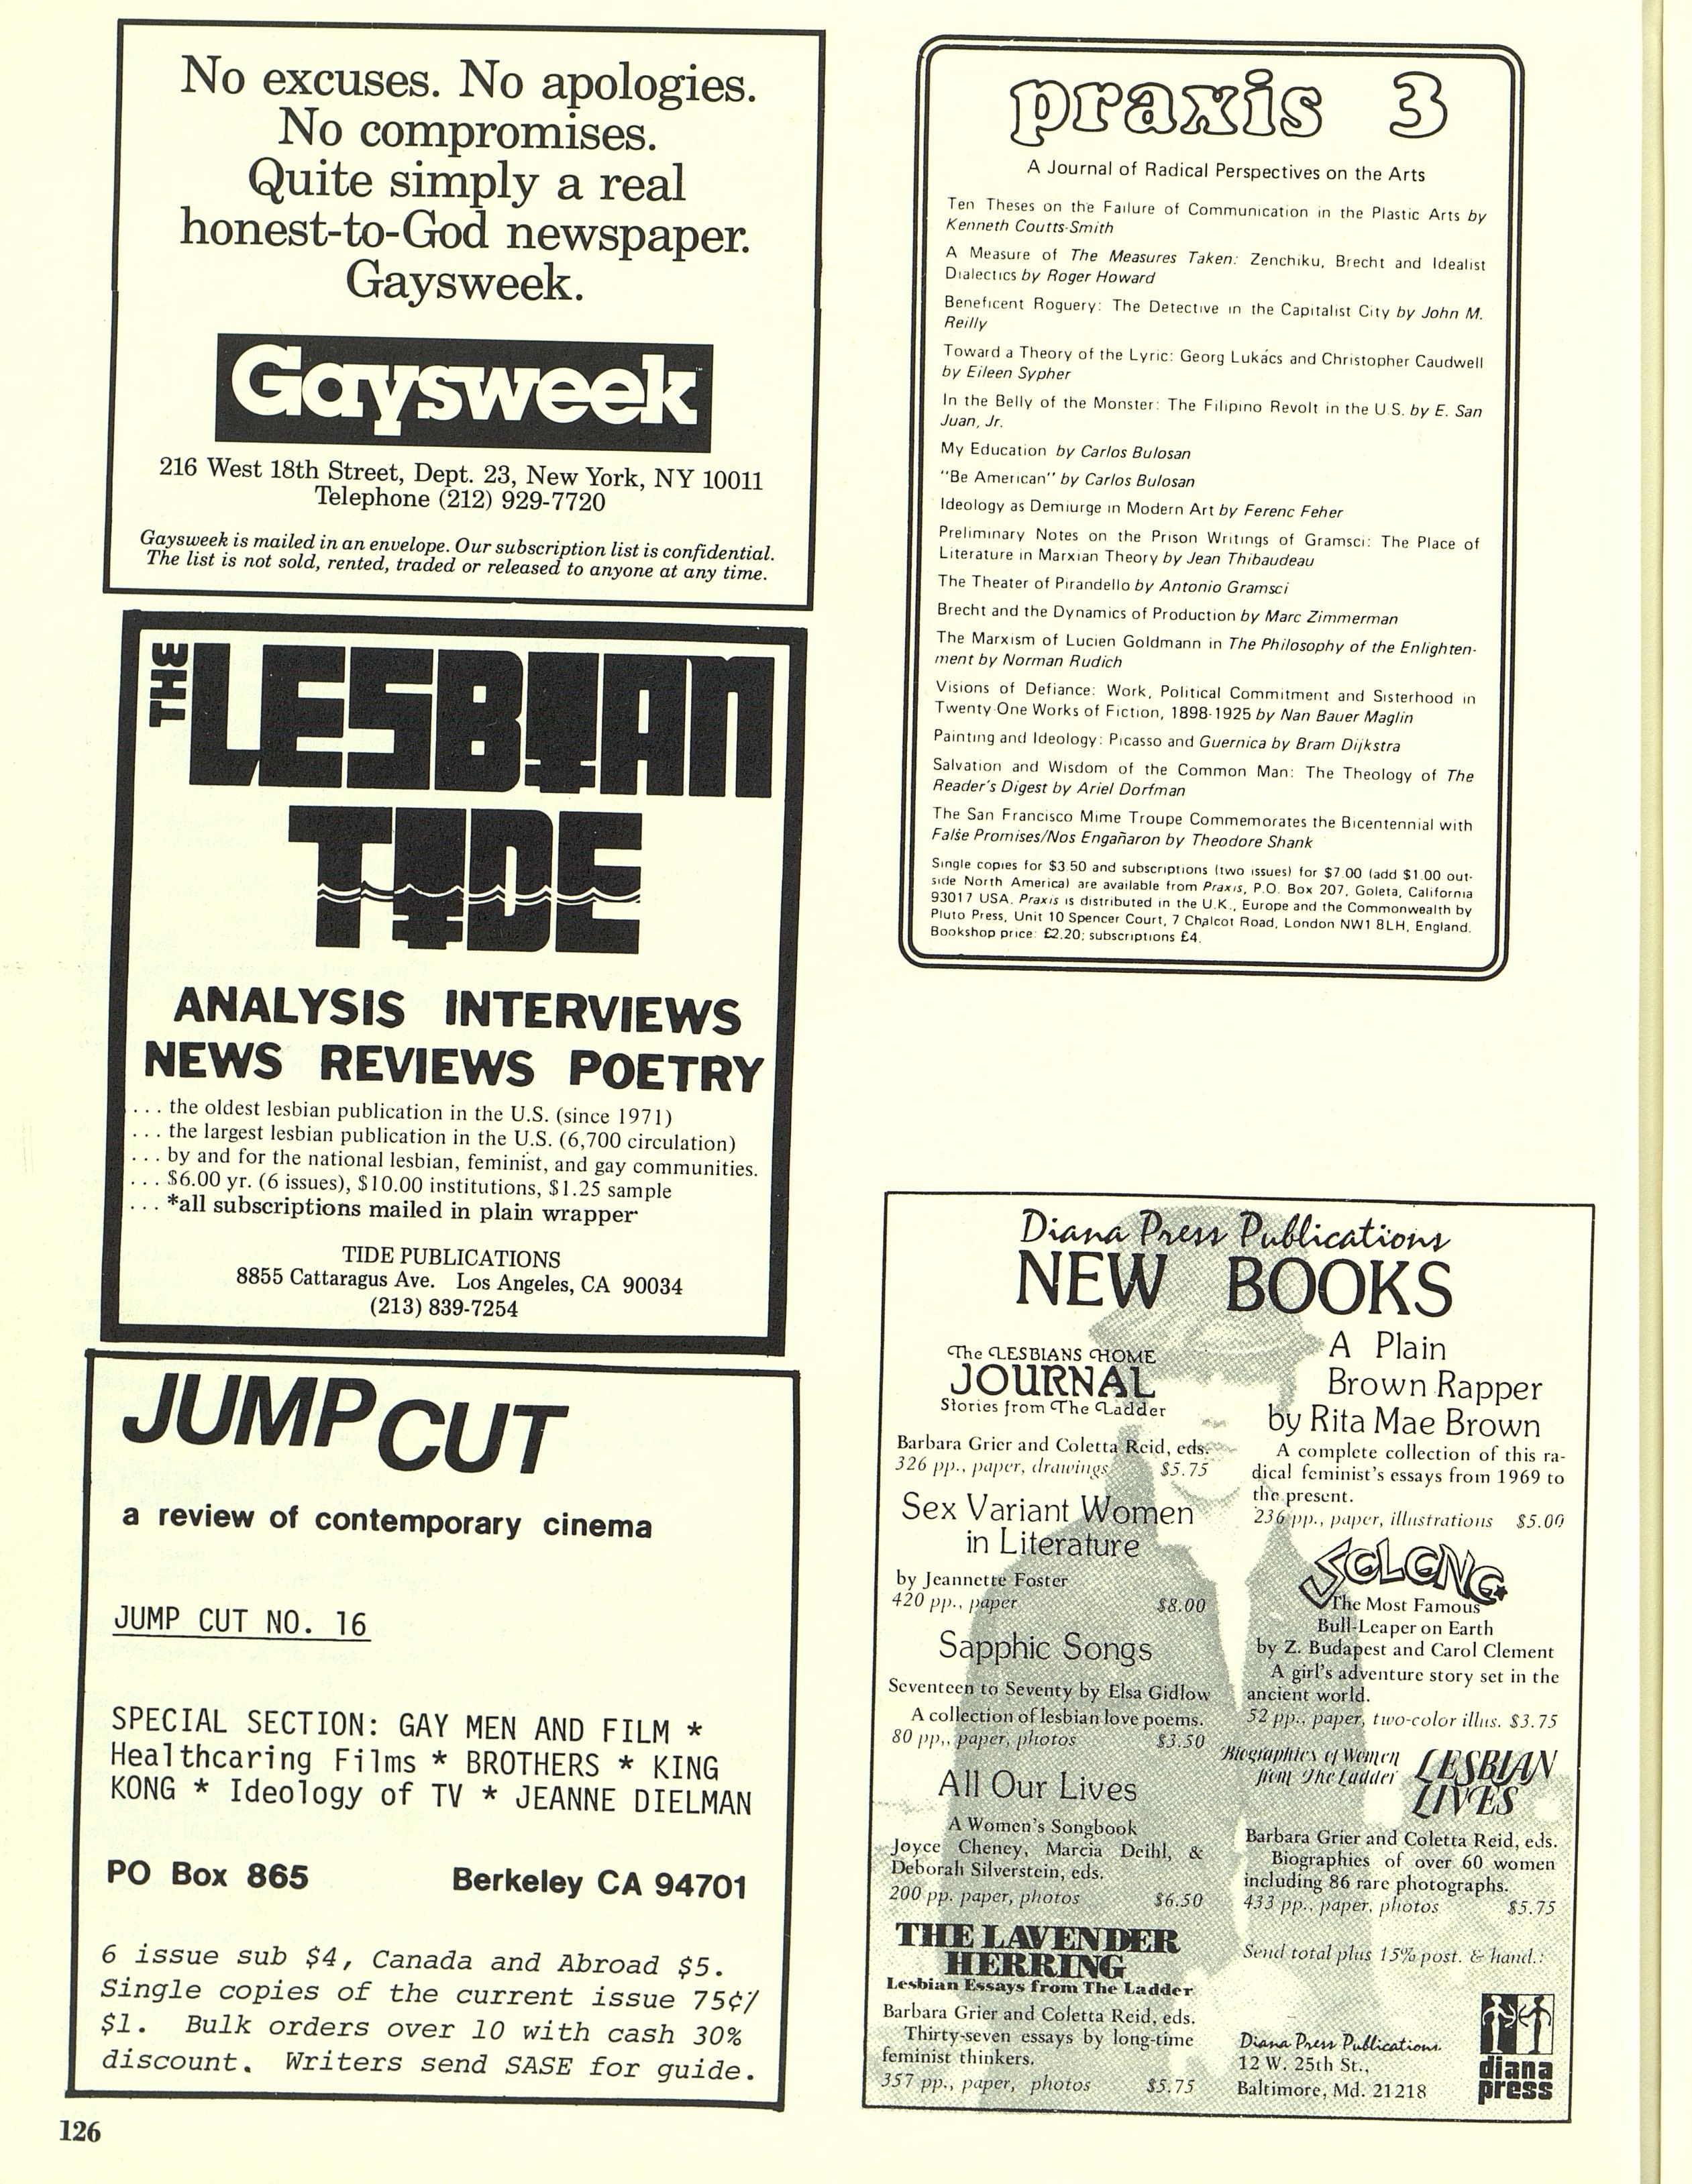 No excuses. No apologies.
No compromises.
Quite simply a real
honest-to-God newspaper.
Gaysweek.
Gaysweek
216 West 18th Street, Dept. 23, New York, NY 10011
Telephone (212) 929-7720
Gaysweek is mailed in an envelope. Our subscription list is confidential.
The list is not sold, rented, traded or released to anyone at any time.
THE LESBIAN
TIDE
ANALYSIS INTERVIEWS
NEWS REVIEWS POETRY
... the oldest lesbian publication in the U.S. (since 1971)
... the largest lesbian publication in the U.S. (6,700 circulation)
... by and for the national lesbian, feminist, and gay communities.
... $6.00 yr. (6 issues), $10.00 institutions, $1.25 sample
... *all subscriptions mailed in plain wrapper
TIDE PUBLICATIONS
8855 Cattaragus Ave. Los Angeles, CA 90034
(213) 839-7254
JUMP CUT
a review of contemporary cinema
JUMP CUT NO. 16
SPECIAL SECTION: GAY MEN AND FILM *
Healthcaring Films * BROTHERS * KING
KONG * Ideology of TV * JEANNE DIELMAN
PO Box 865 Berkeley CA 94701
6 issue sub $4, Canada and Abroad $5.
Single copies of the current issue 75¢/
$1. Bulk orders over 10 with cash 30%
discount. Writers send SASE for guide.
126
praxis 3
A Journal of Radical Perspectives on the Arts
Ten Theses on the Failure of Communication in the Plastic Arts by
Kenneth Coutts-Smith
A Measure of The Measures Taken: Zenchiku, Brecht and Idealist
Dialectics by Roger Howard
Beneficent Roguery: The Detective in the Capitalist City by John M.
Reilly
Toward a Theory of the Lyric: Georg Lukács and Christopher Caudwell
by Eileen Sypher
In the Belly of the Monster: The Filipino Revolt in the U.S. by E. San
Juan, Jr.
My Education by Carlos Bulosan
"Be American" by Carlos Bulosan
Ideology as Demiurge in Modern Art by Ferenc Feher
Preliminary Notes on the Prison Writings of Gramsci: The Place of
Literature in Marxian Theory by Jean Thibaudeau
The Theater of Pirandello by Antonio Gramsci
Brecht and the Dynamics of Production by Marc Zimmerman
The Marxism of Lucien Goldmann in The Philosophy of the Enlighten-
ment by Norman Rudich
Visions of Defiance: Work, Political Commitment and Sisterhood in
Twenty-One Works of Fiction, 1898-1925 by Nan Bauer Maglin
Painting and Ideology: Picasso and Guernica by Bram Dijkstra
Salvation and Wisdom of the Common Man: The Theology of The
Reader's Digest by Ariel Dorfman
The San Francisco Mime Troupe Commemorates the Bicentennial with
False Promises/Nos Engañaron by Theodore Shank
Single copies for $3.50 and subscriptions (two issues) for $7.00 (add $1.00 out-
side North America) are available from Praxis, P.O. Box 207, Goleta, California
93017 USA. Praxis is distributed in the U.K., Europe and the Commonwealth by
Pluto Press, Unit 10 Spencer Court, 7 Chalcot Road, London NW1 8LH, England.
Bookshop price: £2.20; subscriptions £4.
Diana Press Publications
NEW BOOKS
The LESBIANS HOME
JOURNAL
Stories from The Ladder
Barbara Grier and Coletta Reid, eds.
326 pp., paper, drawings $5.75
Sex Variant Women
in Literature
by Jeannette Foster
420 pp., paper $8.00
Sapphic Songs
Seventeen to Seventy by Elsa Gidlow
A collection of lesbian love poems.
80 pp., paper, photos $3.50
All Our Lives
A Women's Songbook
Joyce Cheney, Marcia Deihl, &
Deborah Silverstein, eds.
200 pp. paper, photos $6.50
THE LAVENDER
HERRING
Lesbian Essays from The Ladder
Barbara Grier and Coletta Reid, eds.
Thirty-seven essays by long-time
feminist thinkers.
357 pp., paper, photos $5.75
A Plain
Brown Rapper
by Rita Mae Brown
A complete collection of this ra-
dical feminist's essays from 1969 to
the present.
236 pp., paper, illustrations $5.00
SELENE
The Most Famous
Bull-Leaper on Earth
by Z. Budapest and Carol Clement
A girl's adventure story set in the
ancient world.
52 pp., paper, two-color illus. $3.75
Biographies of Women
from The Ladder
LESBIAN
LIVES
Barbara Grier and Coletta Reid, eds.
Biographies of over 60 women
including 86 rare photographs.
433 pp., paper, photos $5.75
Send total plus 15% post. & hand.:
Diana Press Publications
12 W. 25th St.,
Baltimore, Md. 21218
diana
press